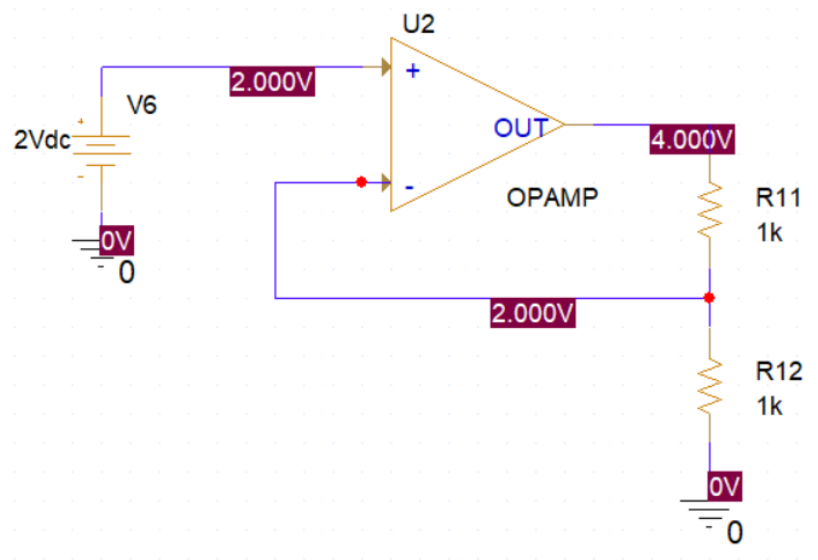 U2
2.000V
+
V6
+
2Vdc
-
OUT
4.000V
-
OPAMP
R11
1k
0V
0
2.000V
R12
1k
0V
0